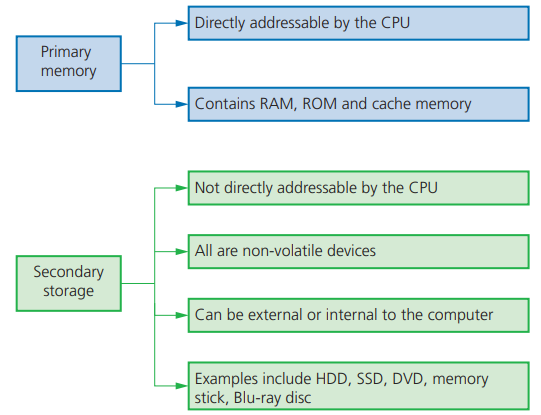 Primary
memory
Directly addressable by the CPU
Contains RAM, ROM and cache memory
Secondary
storage
Not directly addressable by the CPU
All are non-volatile devices
Can be external or internal to the computer
Examples include HDD, SSD, DVD, memory
stick, Blu-ray disc